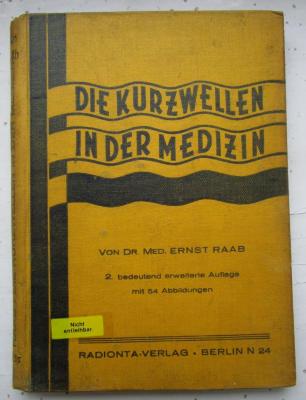 DIE KURZWELLEN
IN DER MEDIZIN
VON DR. MED. ERNST RAAB
2. bedeutend erweiterte Auflage
mit 54 Abbildungen
Nicht
entleihbar
RADIONTA-VERLAG • BERLIN N 24